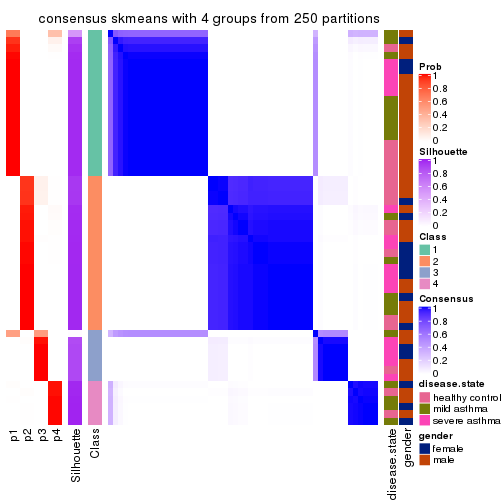 consensus skmeans with 4 groups from 250 partitions
Prob
1
0.8
0.6
0.4
0.2
0
Silhouette
1
0.8
0.6
0.4
0.2
0
Class
1
2
3
4
Consensus
1
0.8
0.6
0.4
0.2
0
disease.state
healthy control
mild asthma
severe asthma
gender
female
male
p1
p2
p3
p4
Silhouette
Class
disease.state
gender